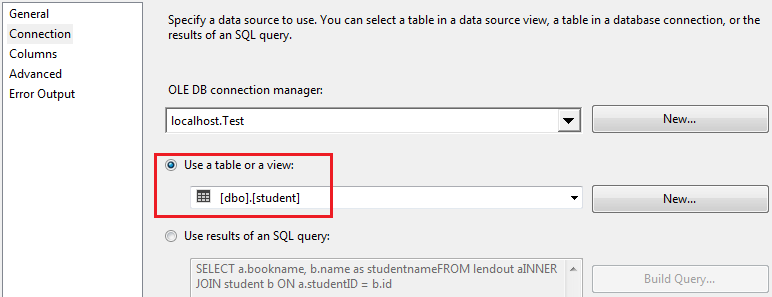 General
Connection
Columns
Advanced
Error Output
Specify a data source to use. You can select a table in a data source view, a table in a database connection, or the
results of an SQL query.
OLE DB connection manager:
localhost.Test
New...
Use a table or a view:
[dbo].[student]
New...
Use results of an SQL query:
SELECT a.bookname, b.name as studentnameFROM lendout aINNER
JOIN student b ON a.studentID = b.id
Build Query...